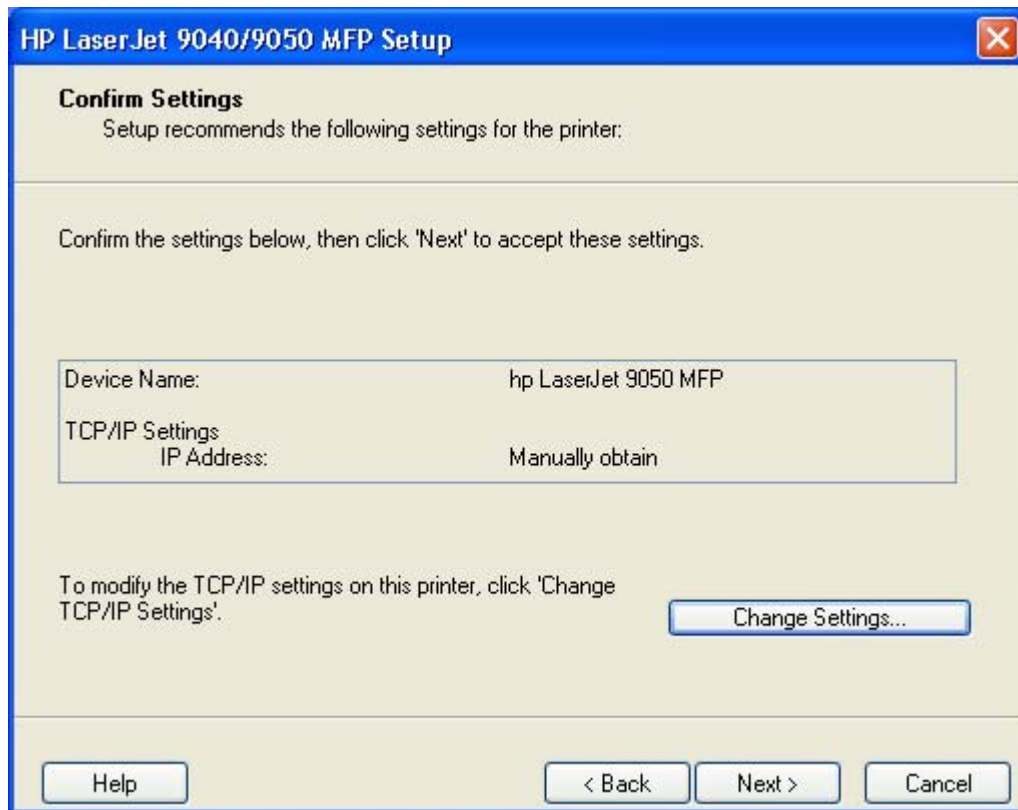 HP LaserJet 9040/9050 MFP Setup
Confirm Settings
Setup recommends the following settings for the printer:
Confirm the settings below, then click 'Next' to accept these settings.
Device Name: hp LaserJet 9050 MFP
TCP/IP Settings
IP Address: Manually obtain
To modify the TCP/IP settings on this printer, click 'Change
TCP/IP Settings'.
Change Settings...
Help
< Back
Next >
Cancel